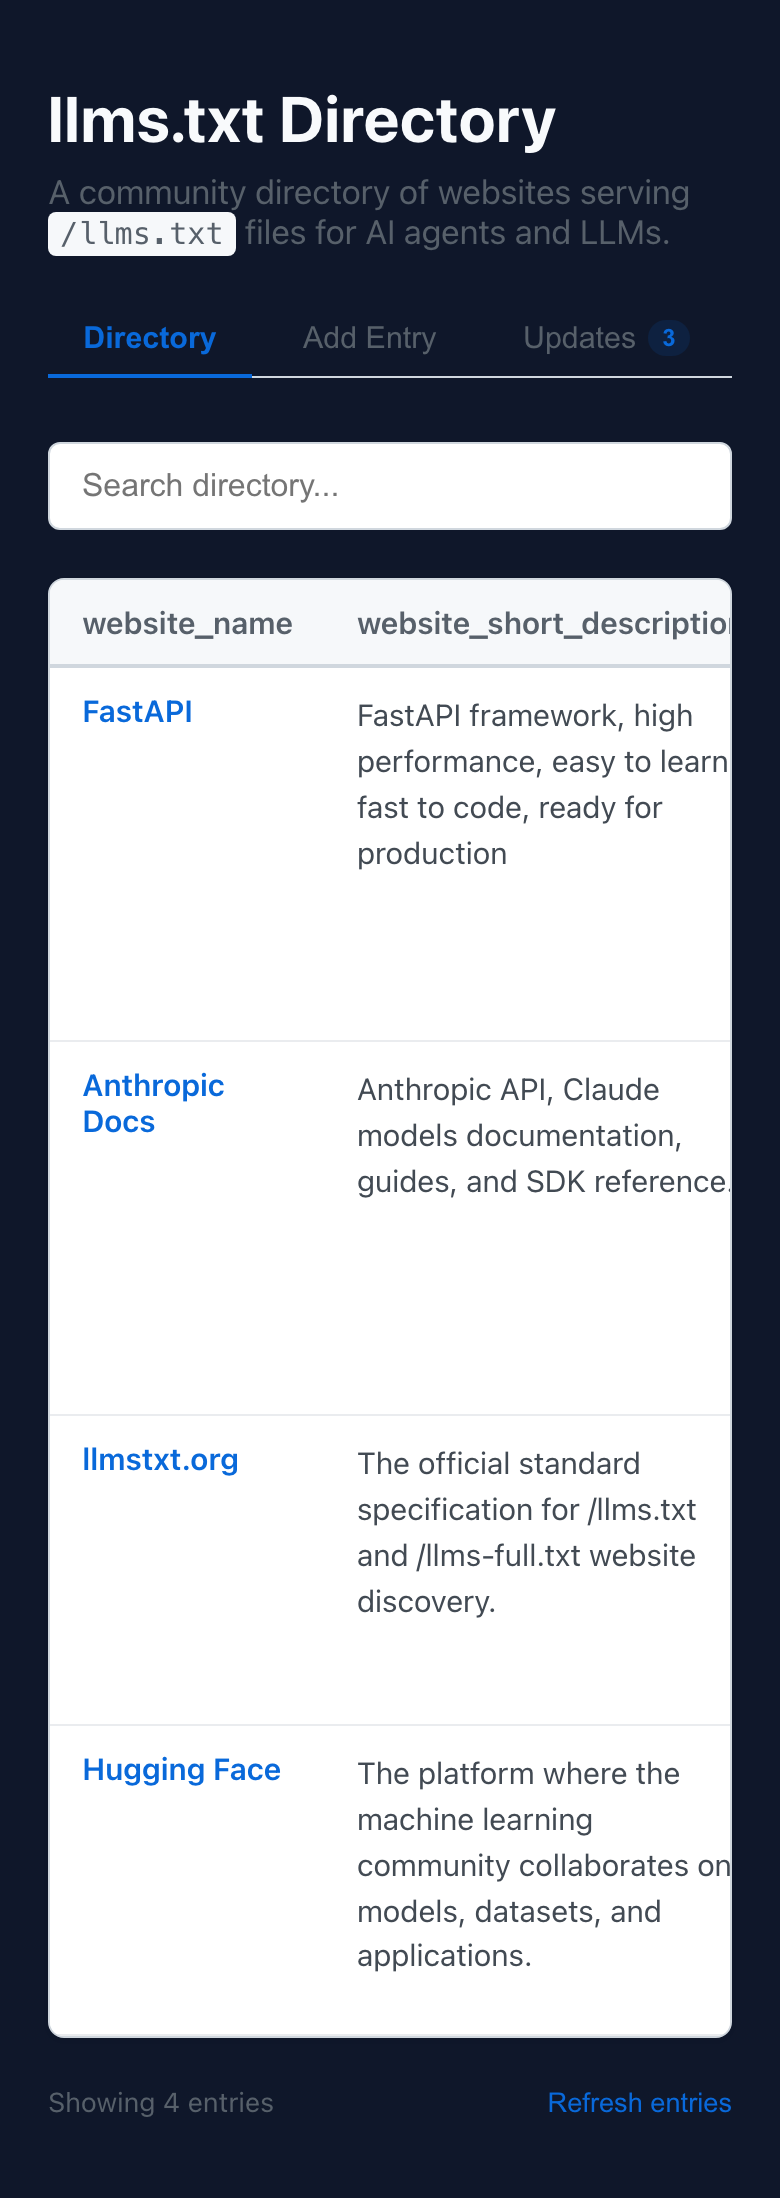 llms.txt Directory
A community directory of websites serving
/llms.txt files for AI agents and LLMs.
Directory Add Entry Updates 3
Search directory...
website_name website_short_description
FastAPI
FastAPI framework, high
performance, easy to learn
fast to code, ready for
production
Anthropic
Docs
Anthropic API, Claude
models documentation,
guides, and SDK reference.
llmstxt.org
The official standard
specification for /llms.txt
and /llms-full.txt website
discovery.
Hugging Face
The platform where the
machine learning
community collaborates on
models, datasets, and
applications.
Showing 4 entries Refresh entries